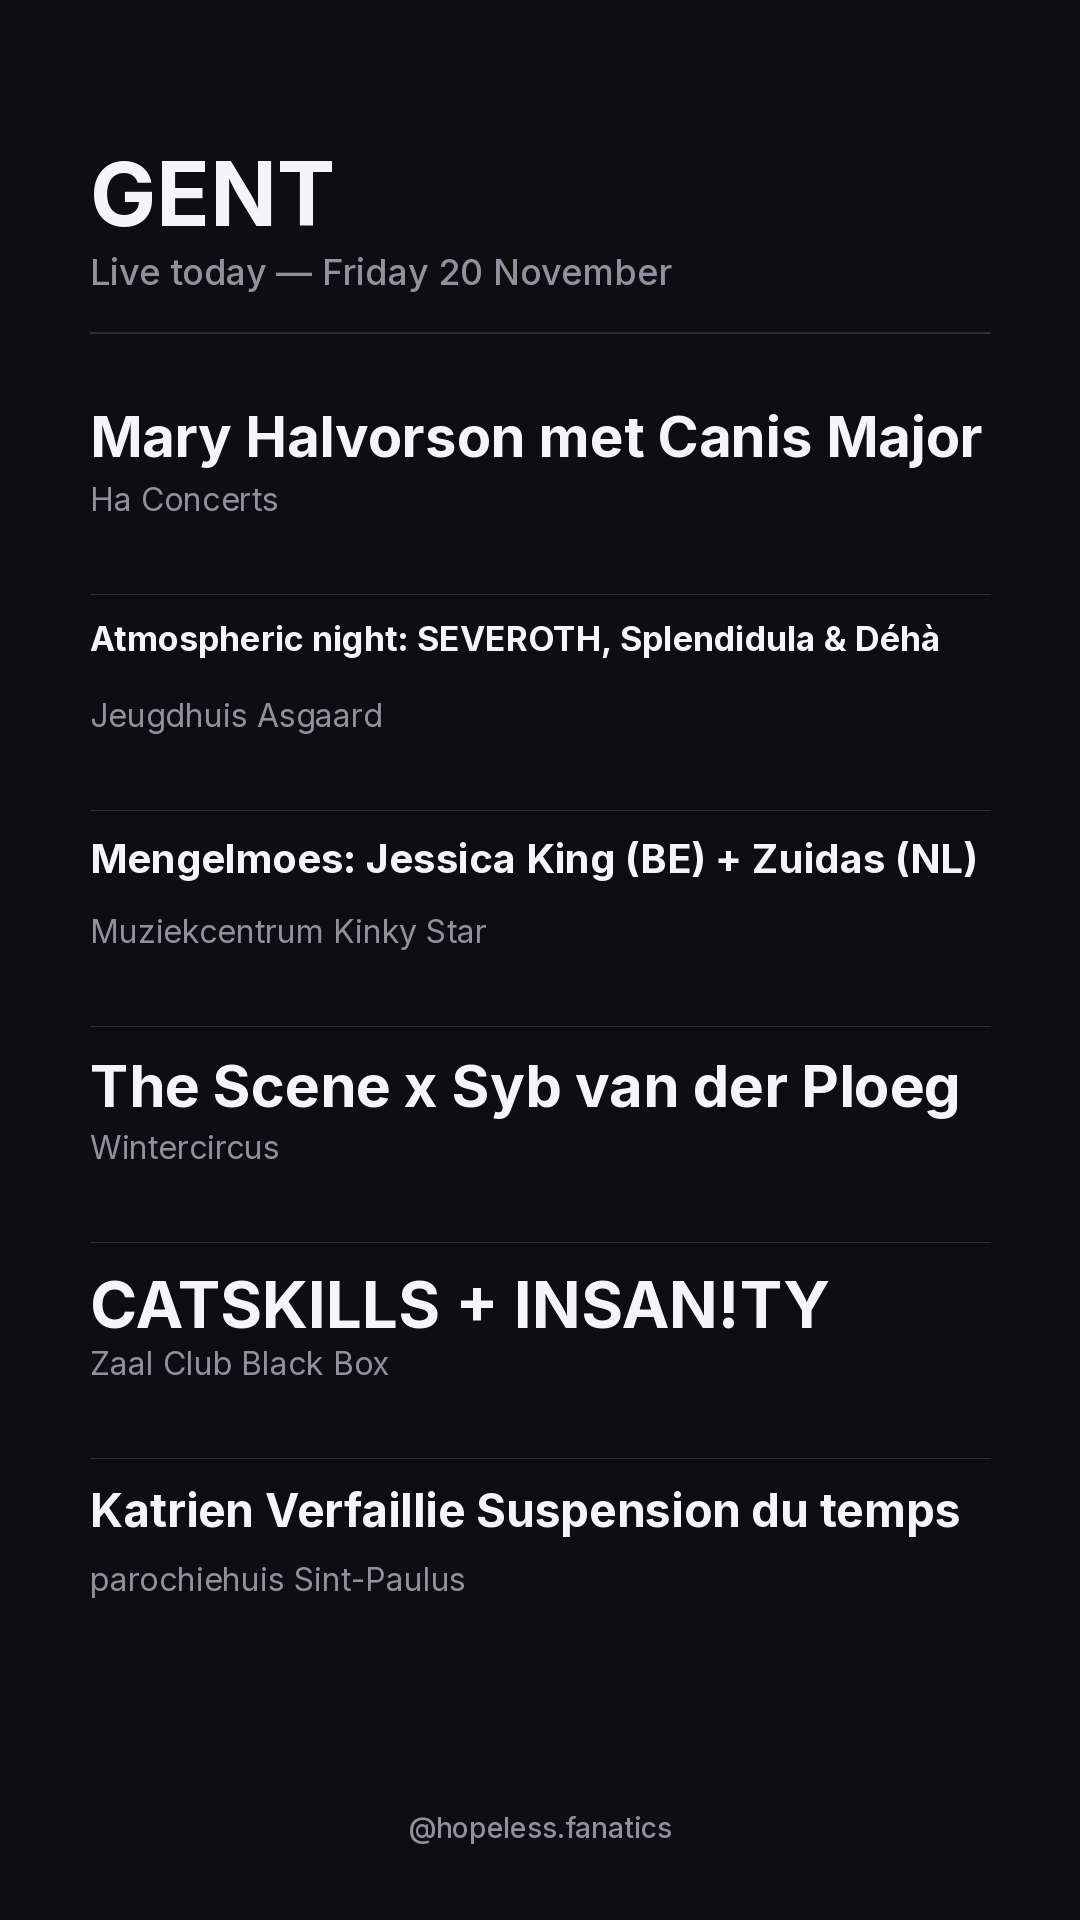 GENT
Live today — Friday 20 November
Mary Halvorson met Canis Major
Ha Concerts
Atmospheric night: SEVEROTH, Splendidula & Déhà
Jeugdhuis Asgaard
Mengelmoes: Jessica King (BE) + Zuidas (NL)
Muziekcentrum Kinky Star
The Scene x Syb van der Ploeg
Wintercircus
CATSKILLS + INSAN!TY
Zaal Club Black Box
Katrien Verfaillie Suspension du temps
parochiehuis Sint-Paulus
@hopeless.fanatics